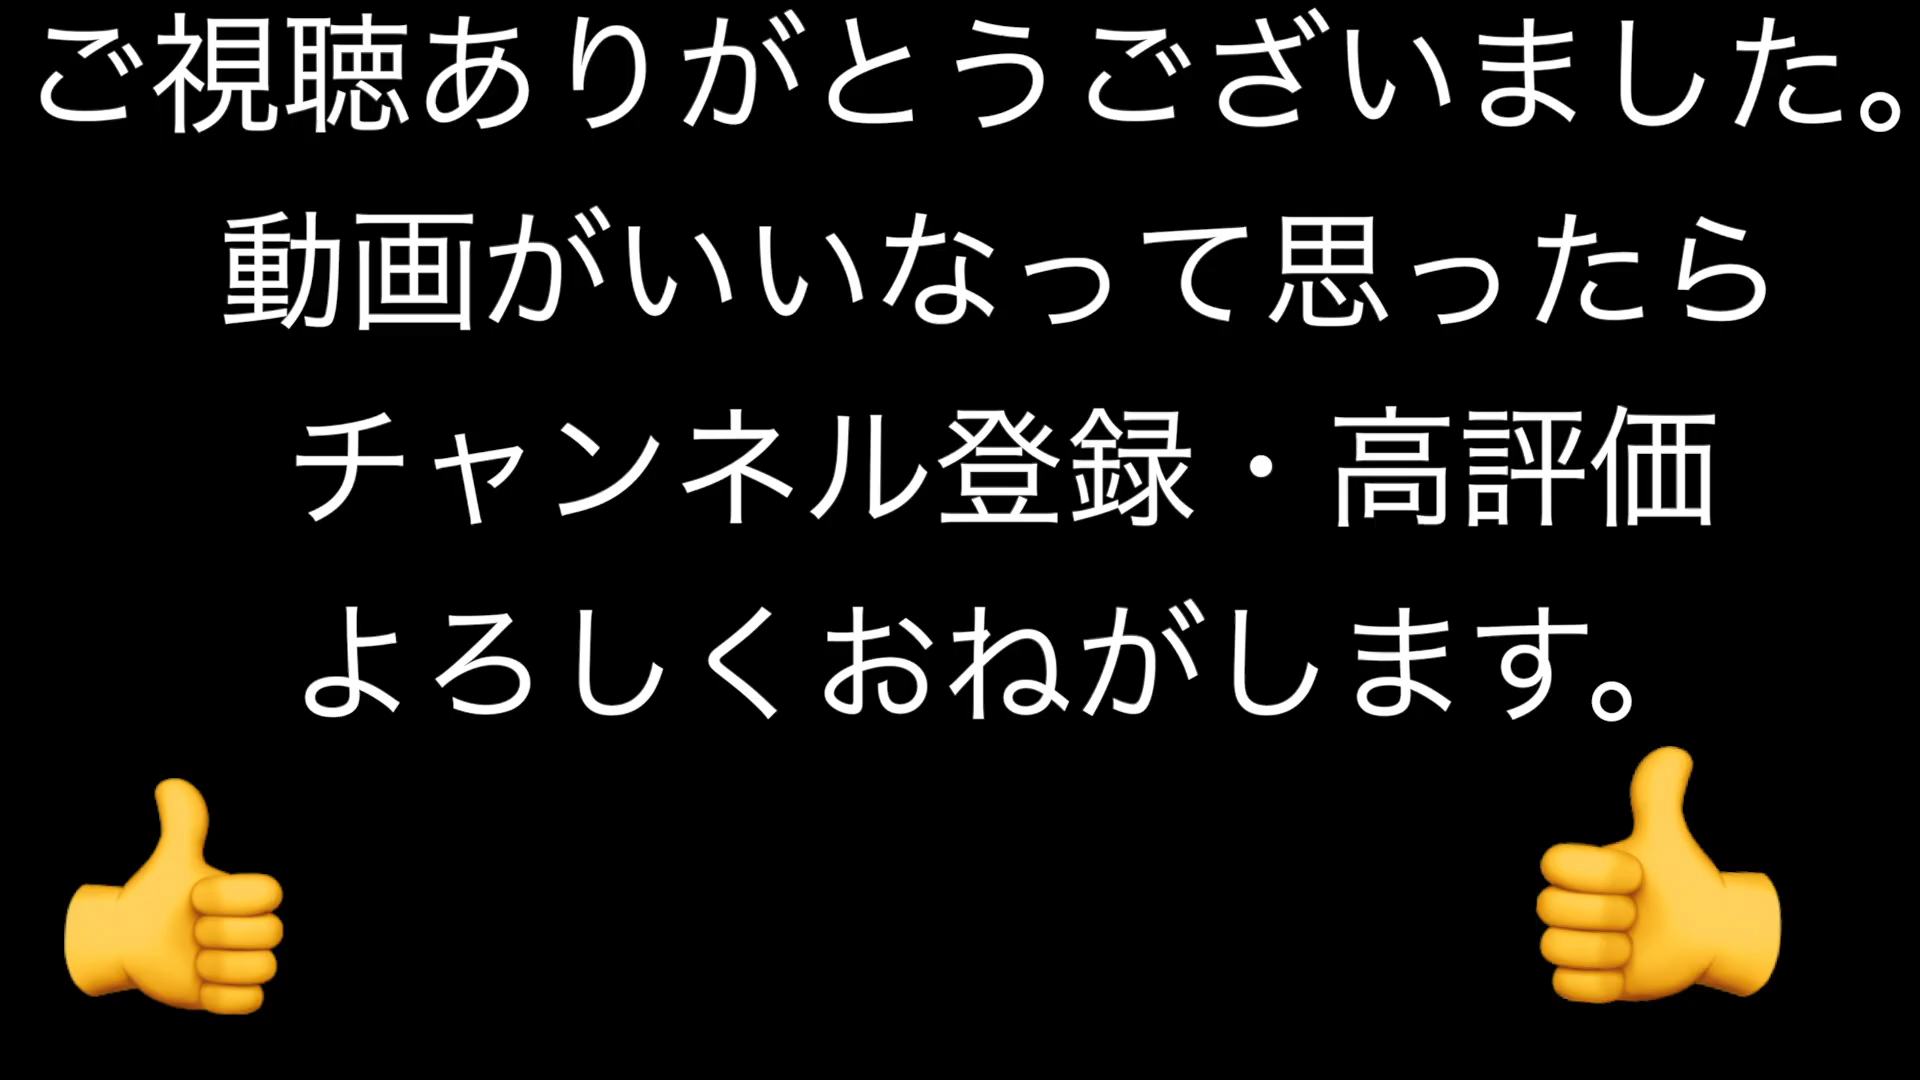 ご視聴ありがとうございました。
動画がいいなって思ったら
チャンネル登録・高評価
よろしくおねがします。